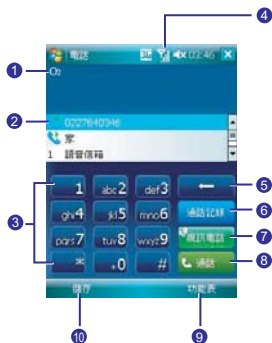 4
電話 3G 03:46
1
O2
2
0227640346
家
1 語音信箱
3
1 abc2 def3
5
ghi4 jkl5 mno6 通話記錄
6
pqrs7 tuv8 wxyz9 視訊電話
7
* +0 # 通話
8
儲存 功能表
10 9